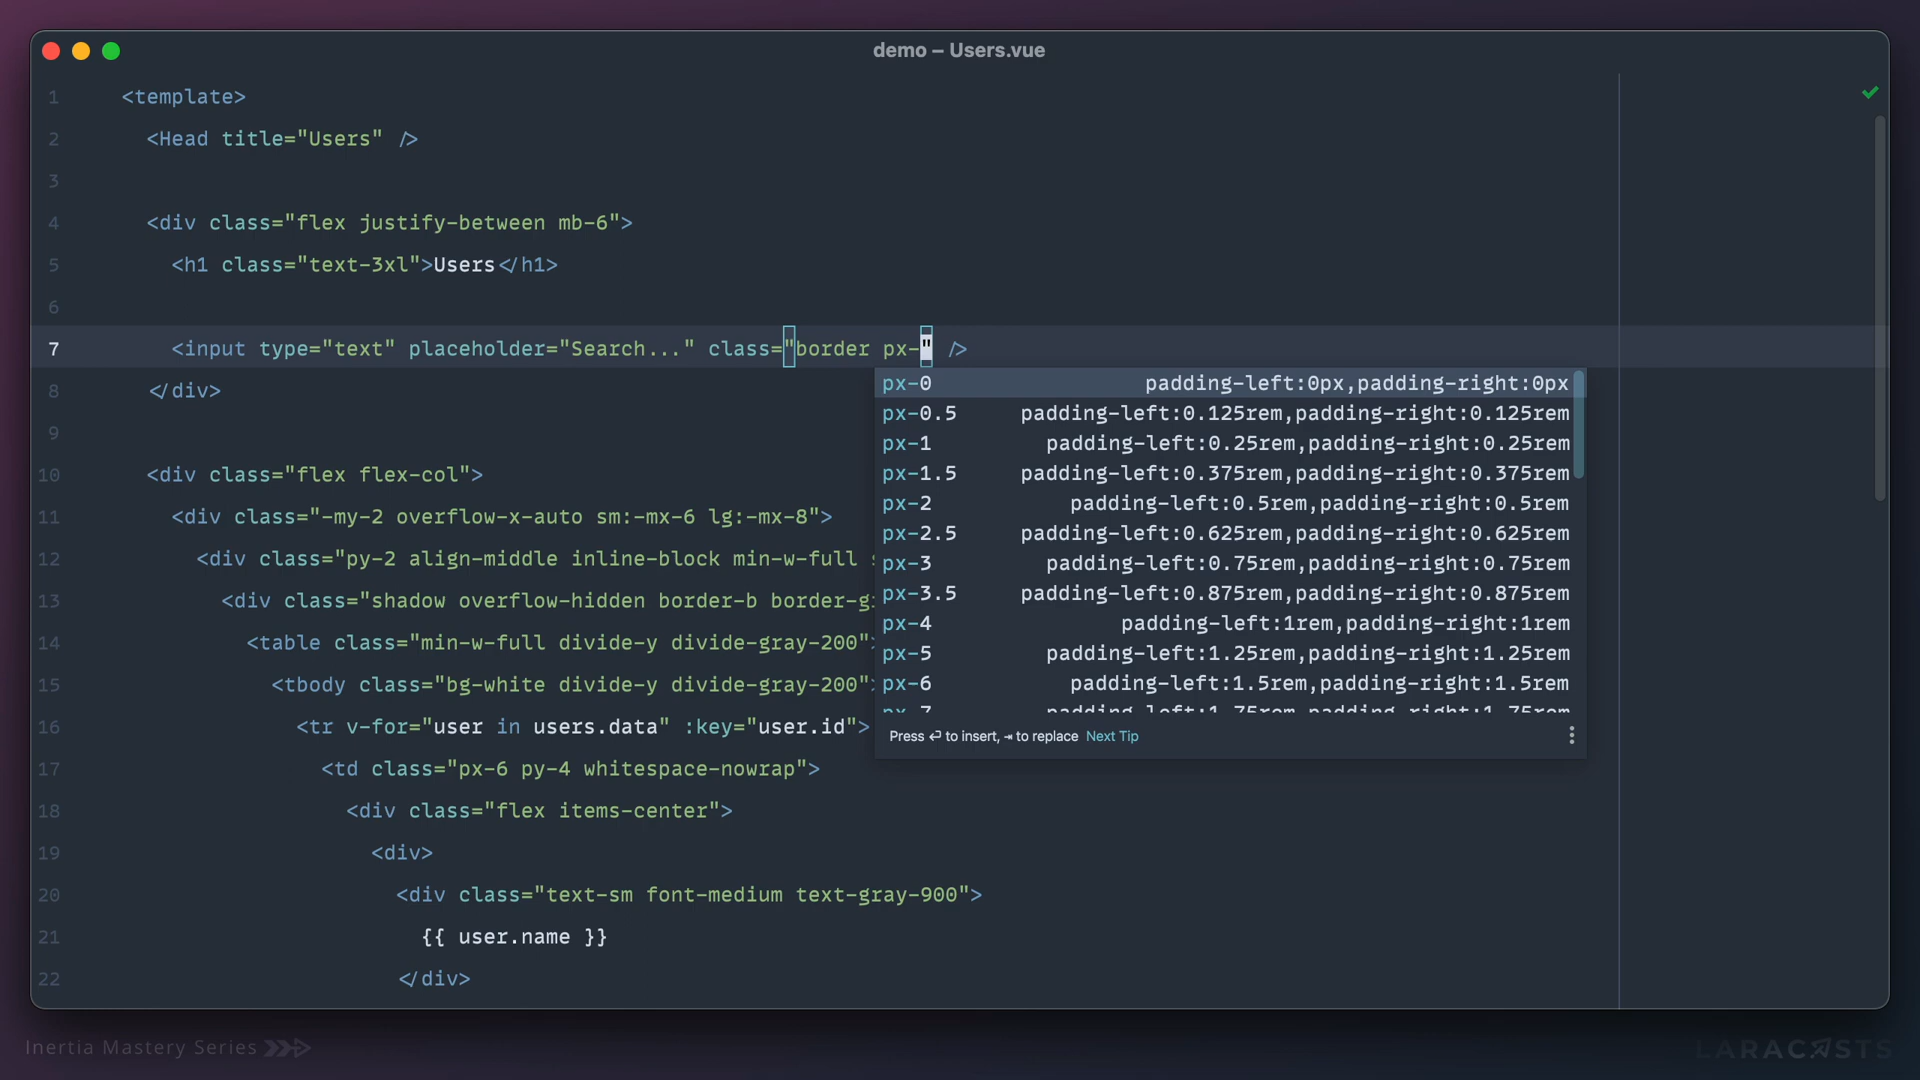 demo – Users.vue
1 <template>
2 <Head title="Users" />
3
4 <div class="flex justify-between mb-6">
5 <h1 class="text-3xl">Users</h1>
6
7 <input type="text" placeholder="Search..." class="border px-" />
8 </div>
9
10 <div class="flex flex-col">
11 <div class="-my-2 overflow-x-auto sm:-mx-6 lg:-mx-8">
12 <div class="py-2 align-middle inline-block min-w-full
13 <div class="shadow overflow-hidden border-b
14 <table class="min-w-full divide-y divide-gray-200">
15 <tbody class="bg-white divide-y divide-gray-200">
16 <tr v-for="user in users.data" :key="user.id">
17 <td class="px-6 py-4 whitespace-nowrap">
18 <div class="flex items-center">
19 <div>
20 <div class="text-sm font-medium text-gray-900">
21 {{ user.name }}
22 </div>
px-0 padding-left:0px,padding-right:0px
px-0.5 padding-left:0.125rem,padding-right:0.125rem
px-1 padding-left:0.25rem,padding-right:0.25rem
px-1.5 padding-left:0.375rem,padding-right:0.375rem
px-2 padding-left:0.5rem,padding-right:0.5rem
px-2.5 padding-left:0.625rem,padding-right:0.625rem
px-3 padding-left:0.75rem,padding-right:0.75rem
px-3.5 padding-left:0.875rem,padding-right:0.875rem
px-4 padding-left:1rem,padding-right:1rem
px-5 padding-left:1.25rem,padding-right:1.25rem
px-6 padding-left:1.5rem,padding-right:1.5rem
px-7 padding-left:1.75rem,padding-right:1.75rem
Press ↵ to insert, ⇥ to replace Next Tip
Inertia Mastery Series
LARACASTS